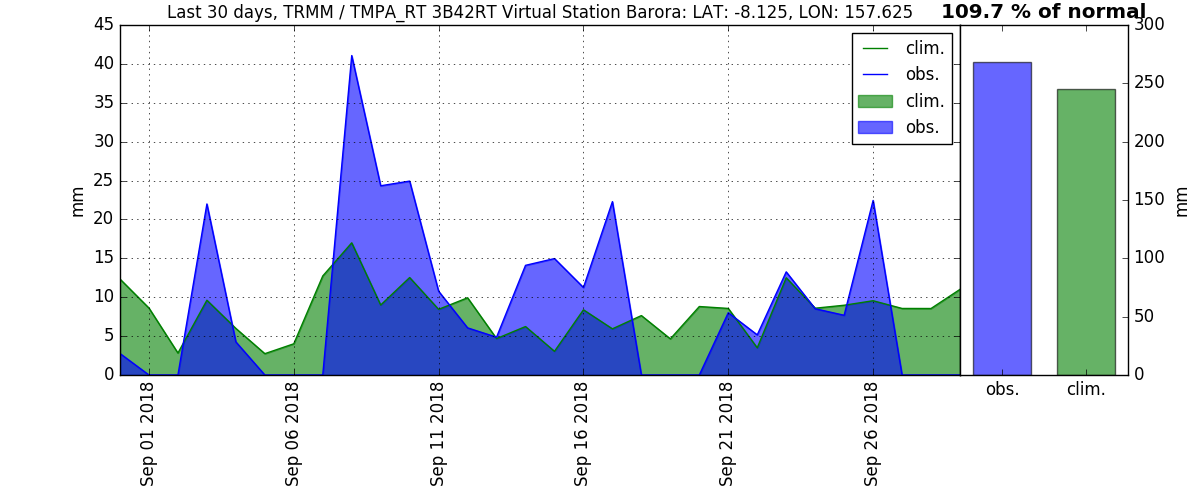 Last 30 days, TRMM / TMPA_RT 3B42RT Virtual Station Barora: LAT: -8.125, LON: 157.625
109.7 % of normal
45
40
35
30
25
20
15
10
5
0
mm
clim.
obs.
clim.
obs.
Sep 01 2018
Sep 06 2018
Sep 11 2018
Sep 16 2018
Sep 21 2018
Sep 26 2018
300
250
200
150
100
50
0
mm
obs.
clim.